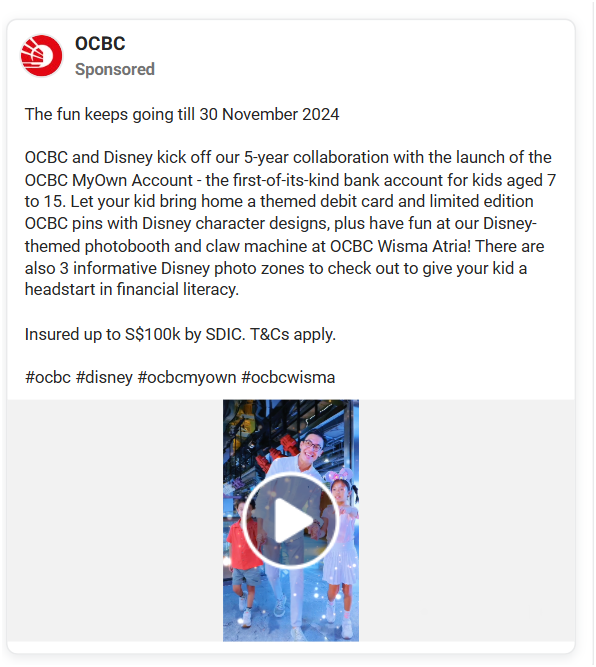 OCBC
Sponsored
The fun keeps going till 30 November 2024
OCBC and Disney kick off our 5-year collaboration with the launch of the
OCBC MyOwn Account - the first-of-its-kind bank account for kids aged 7
to 15. Let your kid bring home a themed debit card and limited edition
OCBC pins with Disney character designs, plus have fun at our Disney-
themed photobooth and claw machine at OCBC Wisma Atria! There are
also 3 informative Disney photo zones to check out to give your kid a
headstart in financial literacy.
Insured up to S$100k by SDIC. T&Cs apply.
#ocbc #disney #ocbcmyown #ocbcwisma